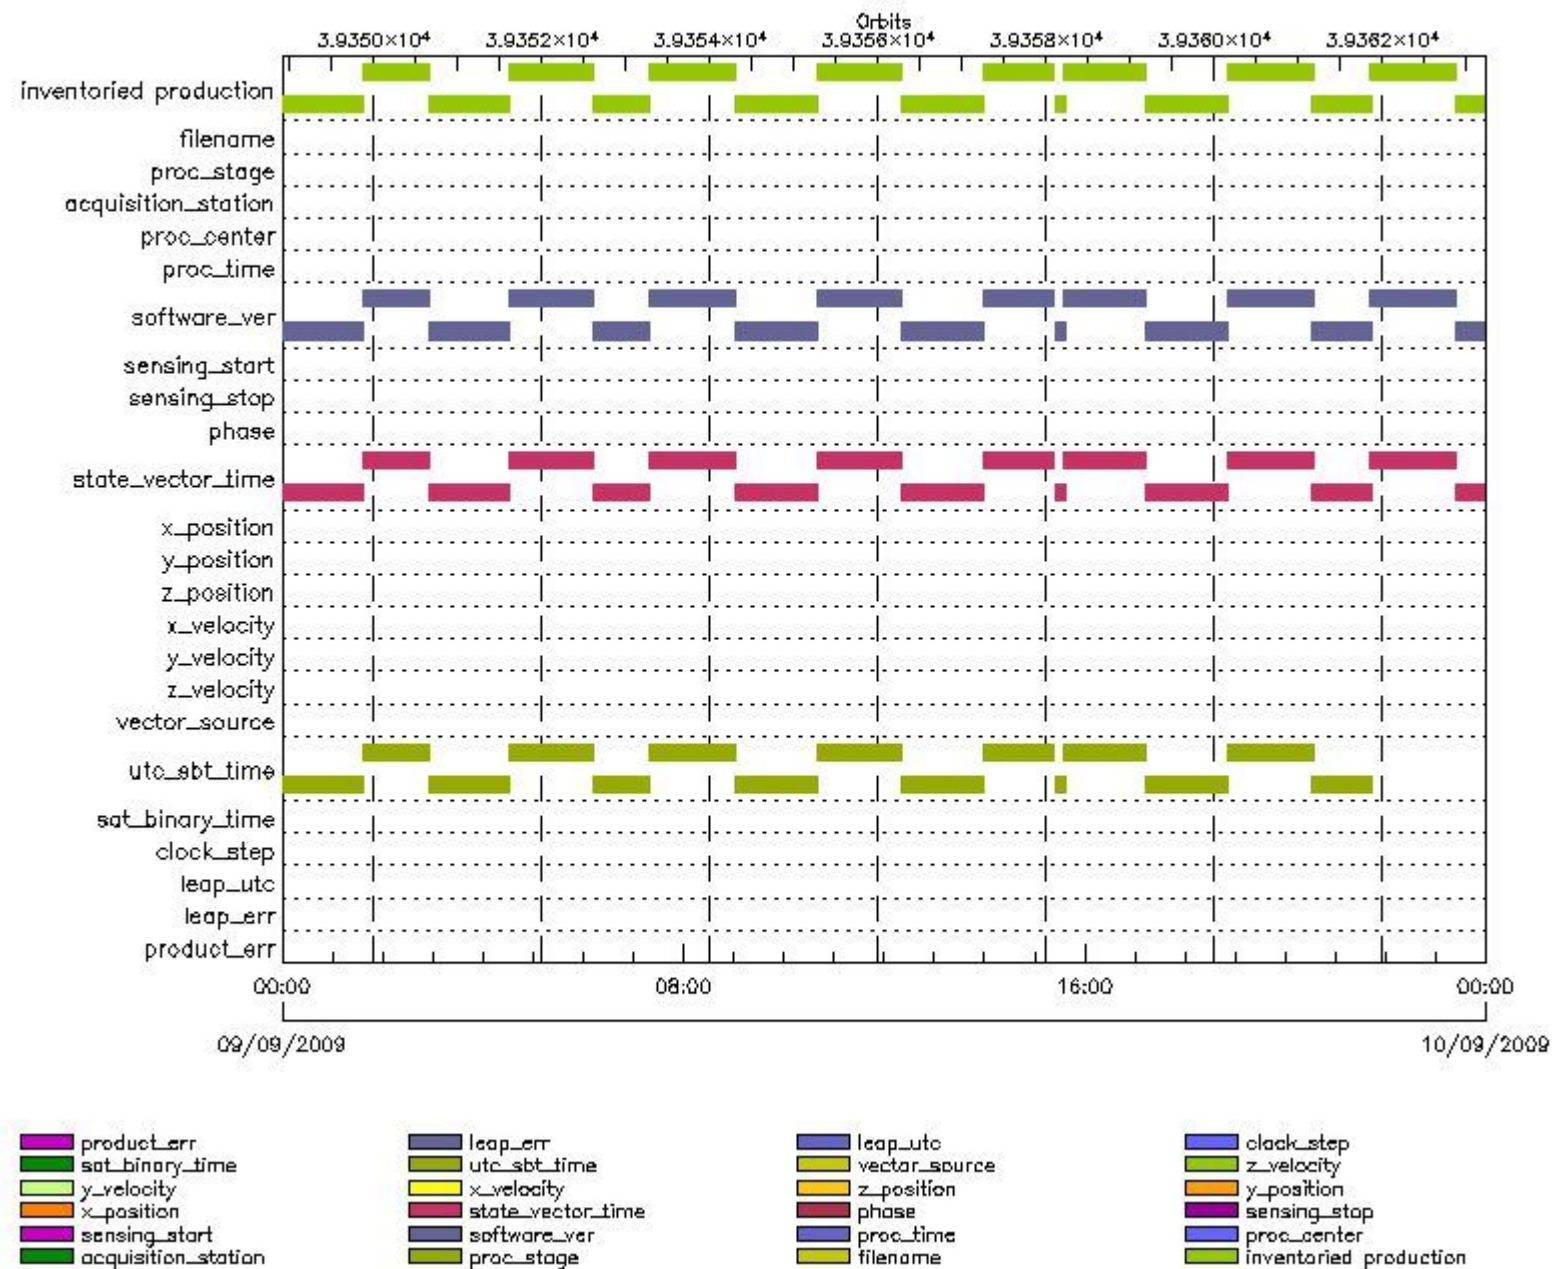 Orbits
3.9350×10⁴ 3.9352×10⁴ 3.9354×10⁴ 3.9356×10⁴ 3.9358×10⁴ 3.9360×10⁴ 3.9362×10⁴
inventoried production
filename
proc_stage
acquisition_station
proc_center
proc_time
software_ver
sensing_start
sensing_stop
phase
state_vector_time
x_position
y_position
z_position
x_velocity
y_velocity
z_velocity
vector_source
utc_sbt_time
sat_binary_time
clock_step
leap_utc
leap_err
product_err
00:00 08:00 16:00 00:00
09/09/2009 10/09/2009
product_err leap_err leap_utc clock_step
sat_binary_time utc_sbt_time vector_source z_velocity
y_velocity x_velocity z_position y_position
x_position state_vector_time phase sensing_stop
sensing_start software_ver proc_time proc_center
acquisition_station proc_stage filename inventoried production